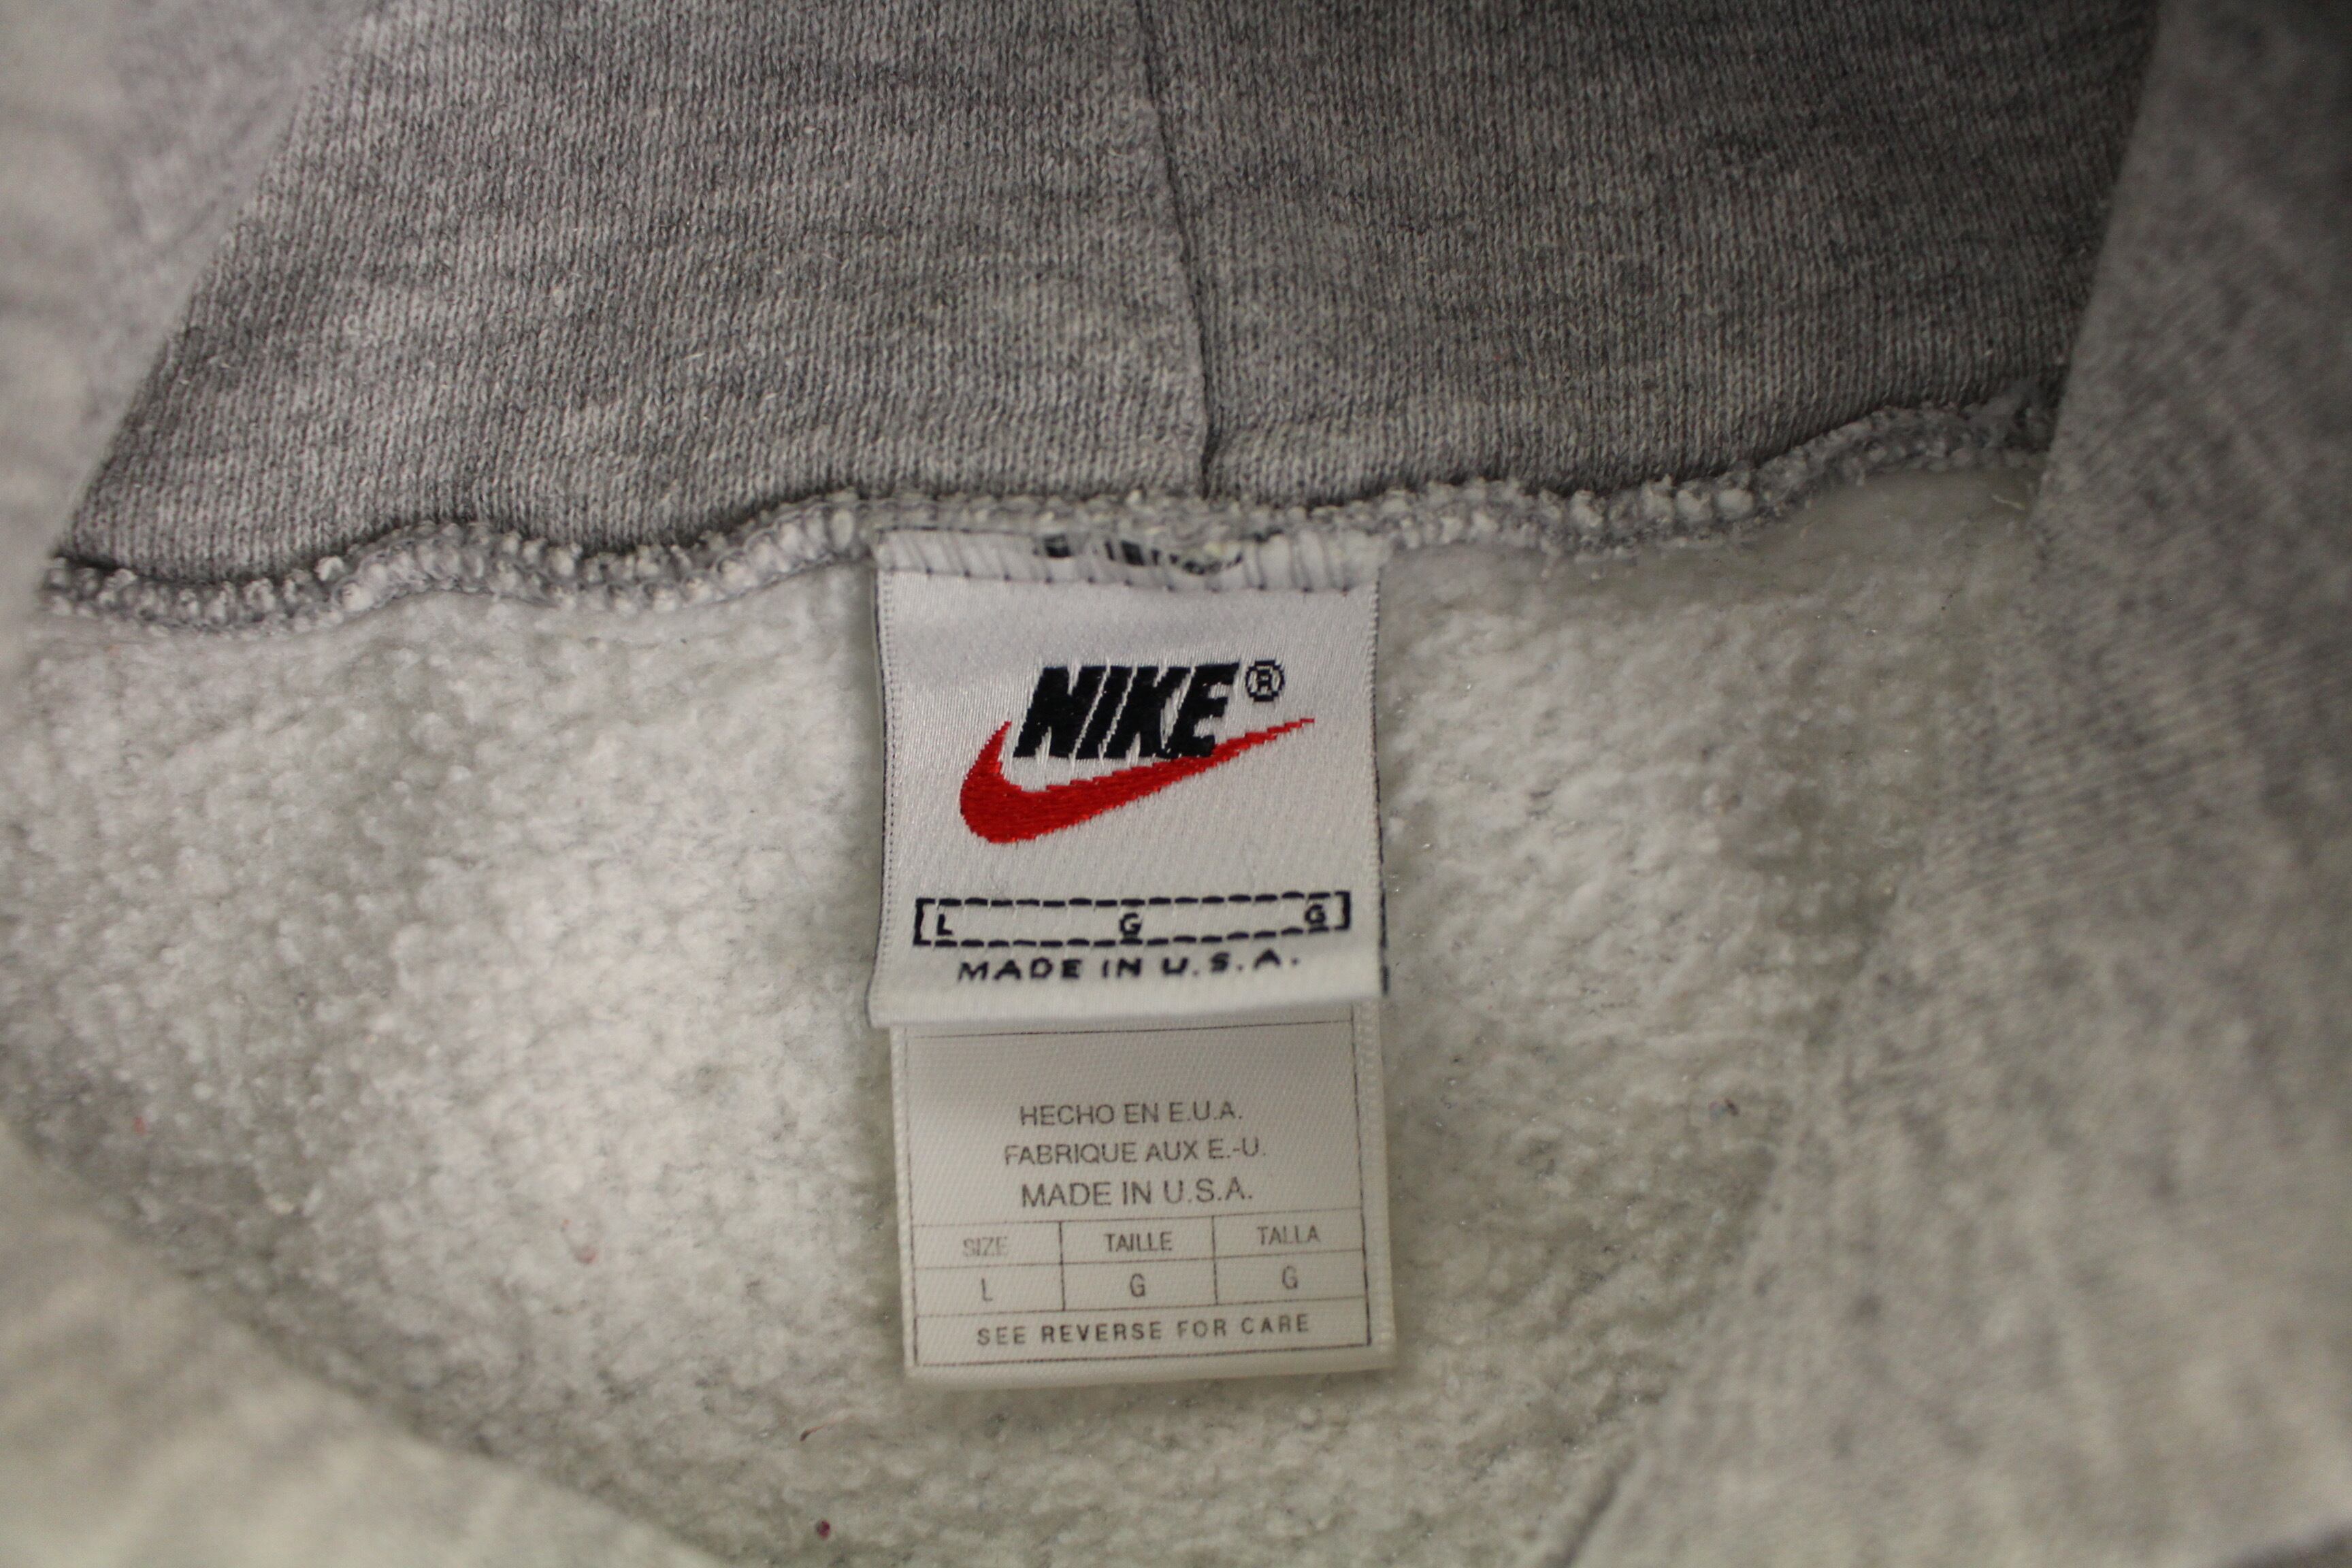 NIKE®
[L G G]
MADE IN U.S.A.
HECHO EN E.U.A.
FABRIQUE AUX E.-U.
MADE IN U.S.A.
SIZE TAILLE TALLA
L G G
SEE REVERSE FOR CARE